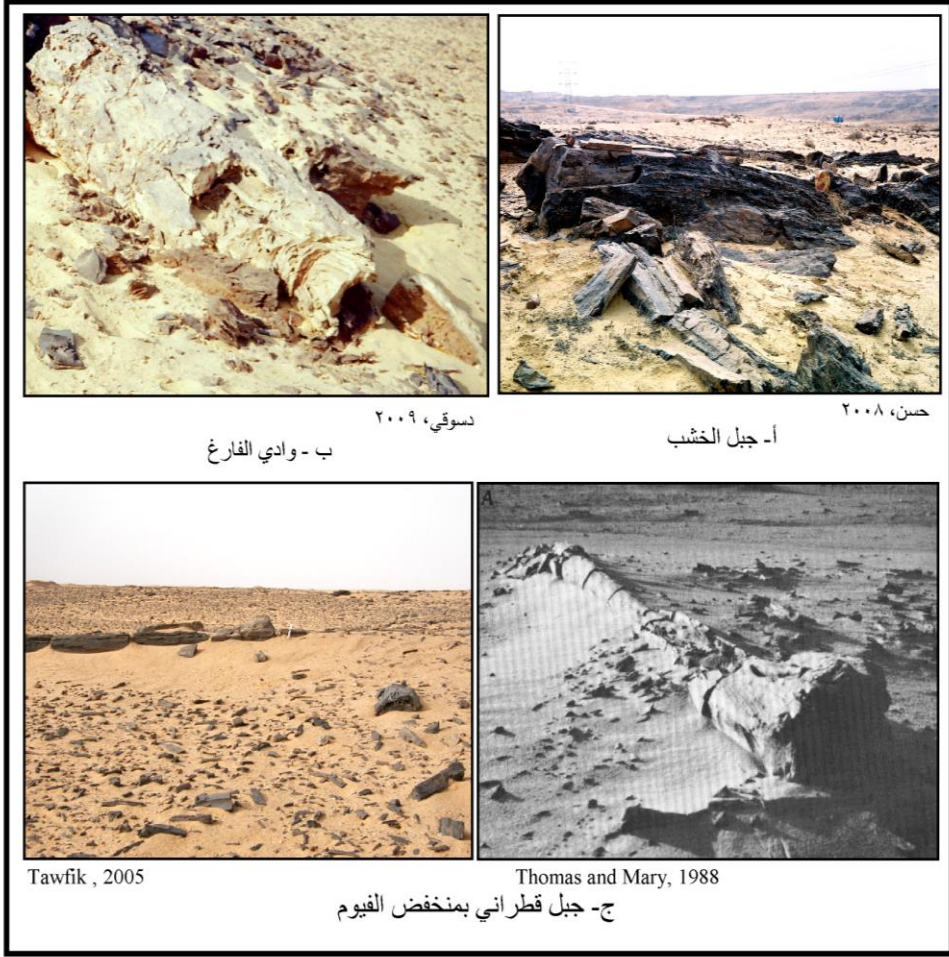 حسن، ٢٠٠٨
دسوقي، ٢٠٠٩
أ- جبل الخشب
ب - وادي الفارغ
A
Tawfik , 2005
Thomas and Mary, 1988
ج- جبل قطراني بمنخفض الفيوم